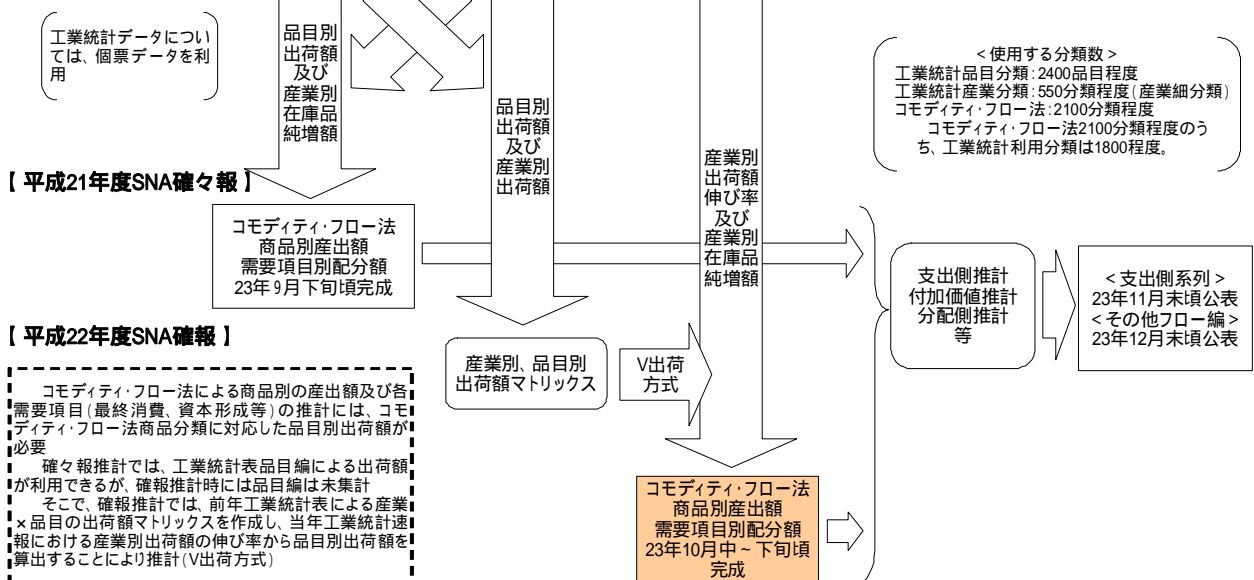 工業統計データについ
ては、個票データを利
用
品目別
出荷額
及び
産業別
在庫品
純増額
品目別
出荷額
及び
産業別
出荷額
産業別
出荷額
伸び率
及び
産業別
在庫品
純増額
＜使用する分類数＞
工業統計品目分類:2400品目程度
工業統計産業分類:550分類程度(産業細分類)
コモディティ・フロー法:2100分類程度
コモディティ・フロー法2100分類程度のう
ち、工業統計利用分類は1800程度。
【平成21年度SNA確々報】
コモディティ・フロー法
商品別産出額
需要項目別配分額
23年9月下旬頃完成
支出側推計
付加価値推計
分配側推計
等
＜支出側系列＞
23年11月末頃公表
＜その他フロー編＞
23年12月末頃公表
【平成22年度SNA確報】
産業別、品目別
出荷額マトリックス
V出荷
方式
コモディティ・フロー法による商品別の産出額及び各
需要項目(最終消費、資本形成等)の推計には、コモ
ディティ・フロー法商品分類に対応した品目別出荷額が
必要
確々報推計では、工業統計表品目編による出荷額
が利用できるが、確報推計時には品目編は未集計
そこで、確報推計では、前年工業統計表による産業
×品目の出荷額マトリックスを作成し、当年工業統計速
報における産業別出荷額の伸び率から品目別出荷額を
算出することにより推計(V出荷方式)
コモディティ・フロー法
商品別産出額
需要項目別配分額
23年10月中～下旬頃
完成